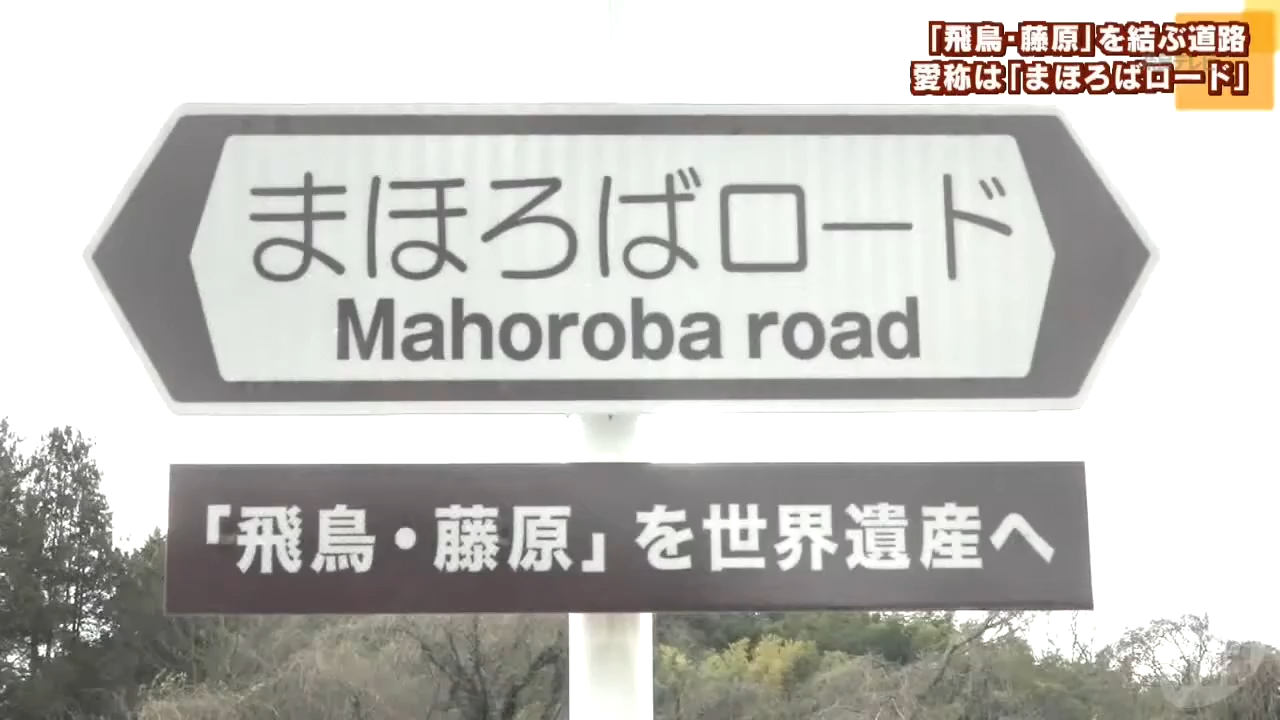 「飛鳥・藤原」を結ぶ道路
愛称は「まほろばロード」
まほろばロード
Mahoroba road
「飛鳥・藤原」を世界遺産へ